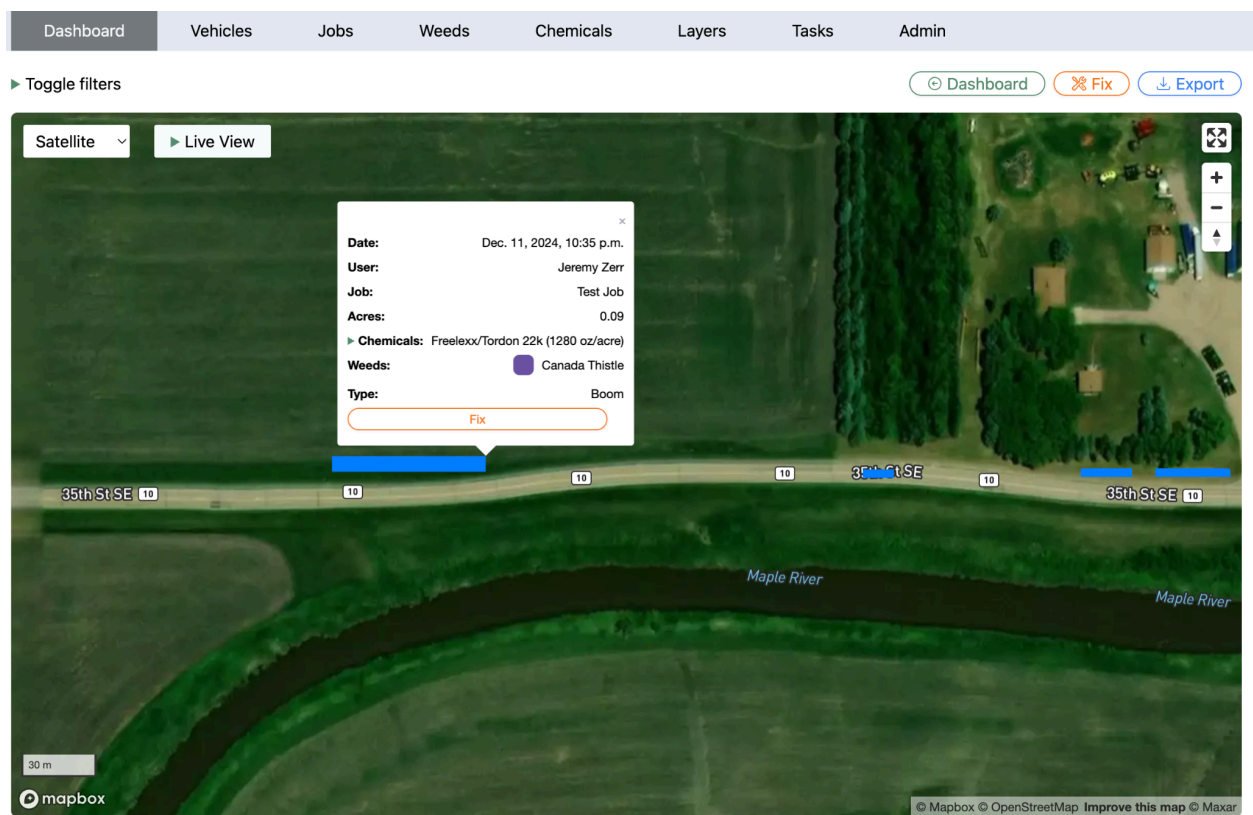 Dashboard Vehicles Jobs Weeds Chemicals Layers Tasks Admin
Toggle filters Dashboard Fix Export
Satellite Live View
×
Date: Dec. 11, 2024, 10:35 p.m.
User: Jeremy Zerr
Job: Test Job
Acres: 0.09
Chemicals: Freelexx/Tordon 22k (1280 oz/acre)
Weeds: Canada Thistle
Type: Boom
Fix
35th St SE 10
10
10
10
35th St SE
10
35th St SE 10
Maple River
Maple River
30 m
mapbox
© Mapbox © OpenStreetMap Improve this map © Maxar